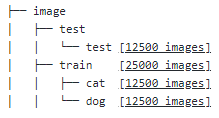 ├── image
│   ├── test
│   │   └── test [12500 images]
│   ├── train    [25000 images]
│   │   ├── cat  [12500 images]
│   │   └── dog  [12500 images]